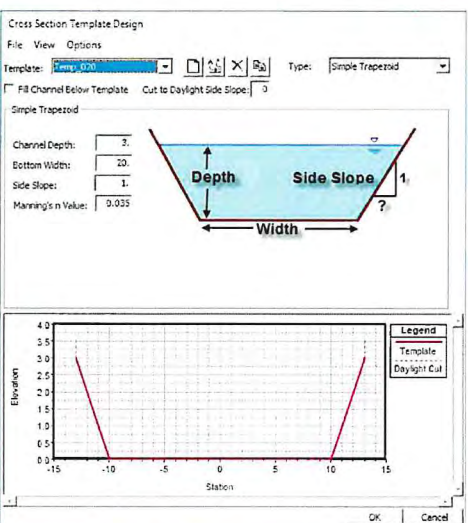 Cross Section Template Design
File View Options
Template: Temp_020 Type: Simple Trapezoid
Fill Channel Below Template Cut to Daylight Side Slope: 0
Simple Trapezoid
Channel Depth: 3.
Bottom Width: 20.
Side Slope: 1.
Manning's n Value: 0.035
Depth
Side Slope
1
?
Width
4.0
3.5
3.0
2.5
2.0
1.5
1.0
0.5
0.0
Elevation
-15 -10 -5 0 5 10 15
Station
Legend
Template
Daylight Cut
OK Cancel